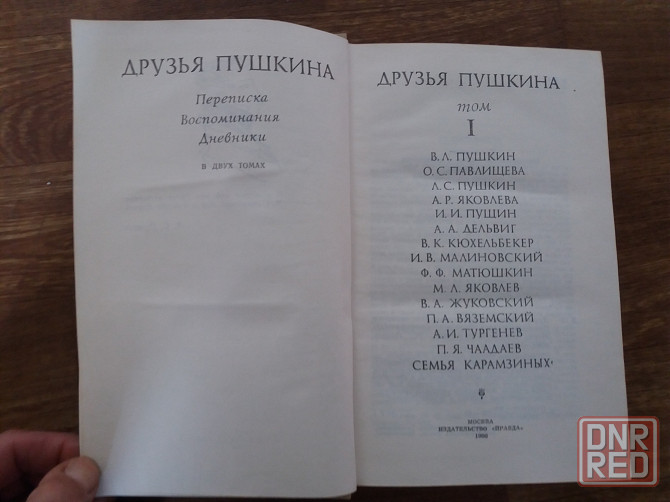 ДРУЗЬЯ ПУШКИНА
Переписка
Воспоминания
Дневники
В ДВУХ ТОМАХ
ДРУЗЬЯ ПУШКИНА
ТОМ
I
В. Л. ПУШКИН
О. С. ПАВЛИЩЕВА
Л. С. ПУШКИН
А. Р. ЯКОВЛЕВА
И. И. ПУЩИН
А. А. ДЕЛЬВИГ
В. К. КЮХЕЛЬБЕКЕР
И. В. МАЛИНОВСКИЙ
Ф. Ф. МАТЮШКИН
М. Л. ЯКОВЛЕВ
В. А. ЖУКОВСКИЙ
П. А. ВЯЗЕМСКИЙ
А. И. ТУРГЕНЕВ
П. Я. ЧААДАЕВ
СЕМЬЯ КАРАМЗИНЫХ
МОСКВА
ИЗДАТЕЛЬСТВО «ПРАВДА»
DNR
RED